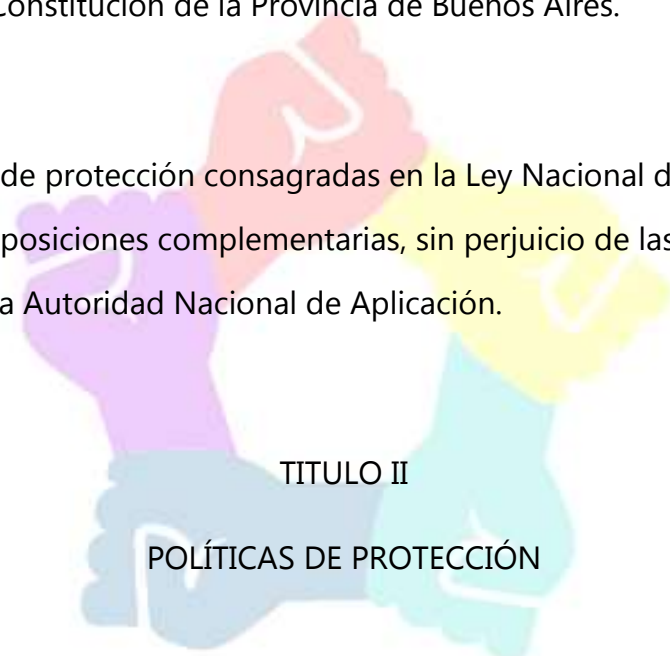 Constitución de la Provincia de Buenos Aires.
de protección consagradas en la Ley Nacional d
posiciones complementarias, sin perjuicio de las
a Autoridad Nacional de Aplicación.
TITULO II
POLÍTICAS DE PROTECCIÓN